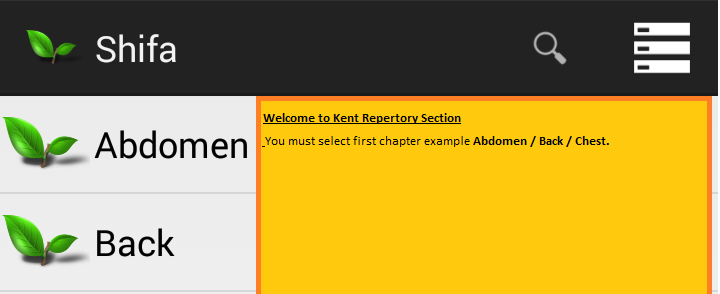 Shifa
Abdomen
Back
Welcome to Kent Repertory Section
You must select first chapter example Abdomen / Back / Chest.